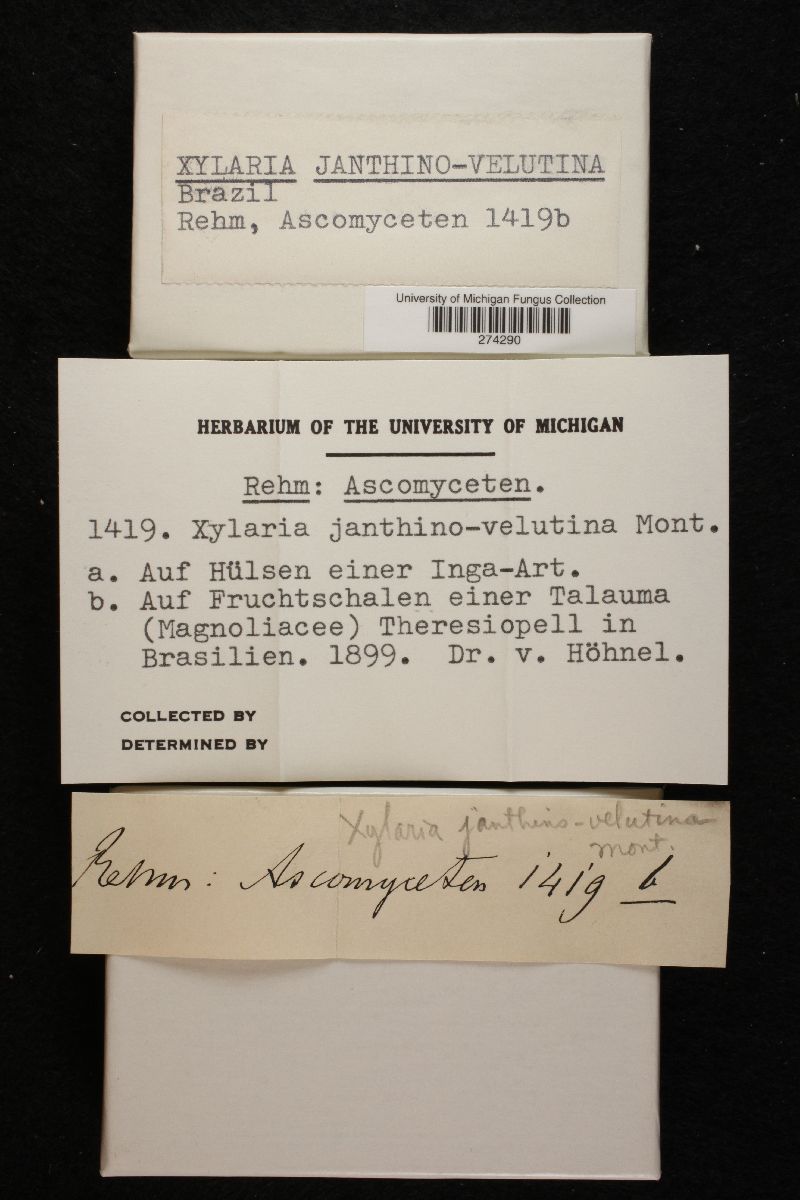 XYLARIA JANTHINO-VELUTINA
Brazil
Rehm, Ascomyceten 1419b
University of Michigan Fungus Collection
274290
HERBARIUM OF THE UNIVERSITY OF MICHIGAN
Rehm: Ascomyceten.
1419. Xylaria janthino-velutina Mont.
a. Auf Hülsen einer Inga-Art.
b. Auf Fruchtschalen einer Talauma
(Magnoliacee) Theresiopell in
Brasilien. 1899. Dr. v. Höhnel.
COLLECTED BY
DETERMINED BY
Xylaria janthino-velutina
Mont.
Rehm: Ascomyceten 1419 b